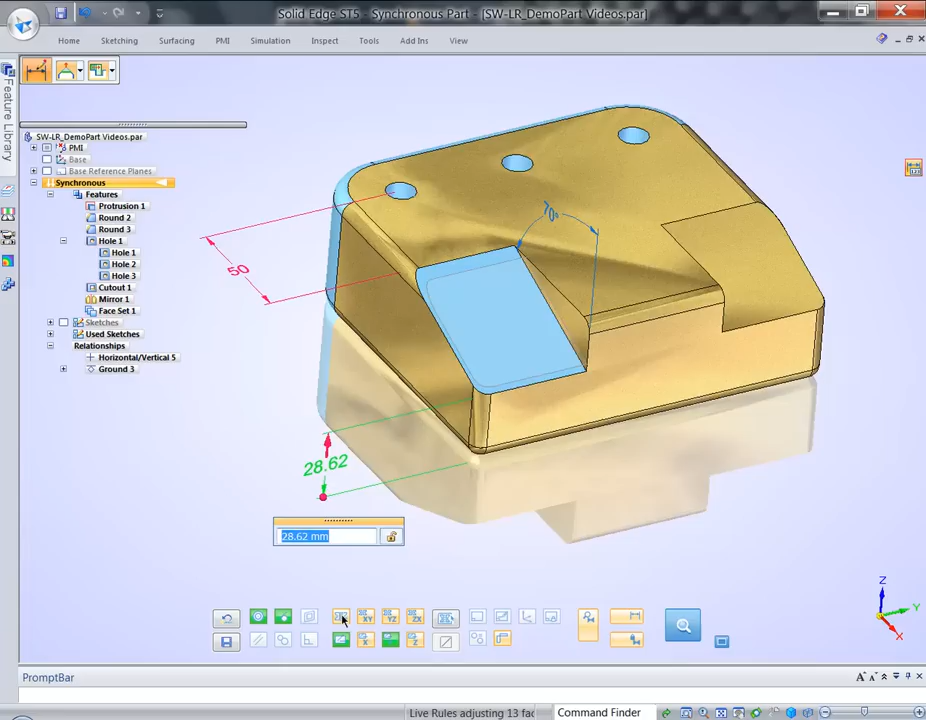 Solid Edge ST5 - Synchronous Part - [SW-LR_DemoPart Videos.par]
Home Sketching Surfacing PMI Simulation Inspect Tools Add Ins View
Feature Library
SW-LR_DemoPart Videos.par
PMI
Base
Base Reference Planes
Synchronous
Features
Protrusion 1
Round 2
Round 3
Hole 1
Hole 1
Hole 2
Hole 3
Cutout 1
Mirror 1
Face Set 1
Sketches
Used Sketches
Relationships
Horizontal/Vertical 5
Ground 3
50
70°
28.62
28.62 mm
XY YZ ZX
X Z
Z
Y
X
PromptBar
Live Rules adjusting 13 fac
Command Finder